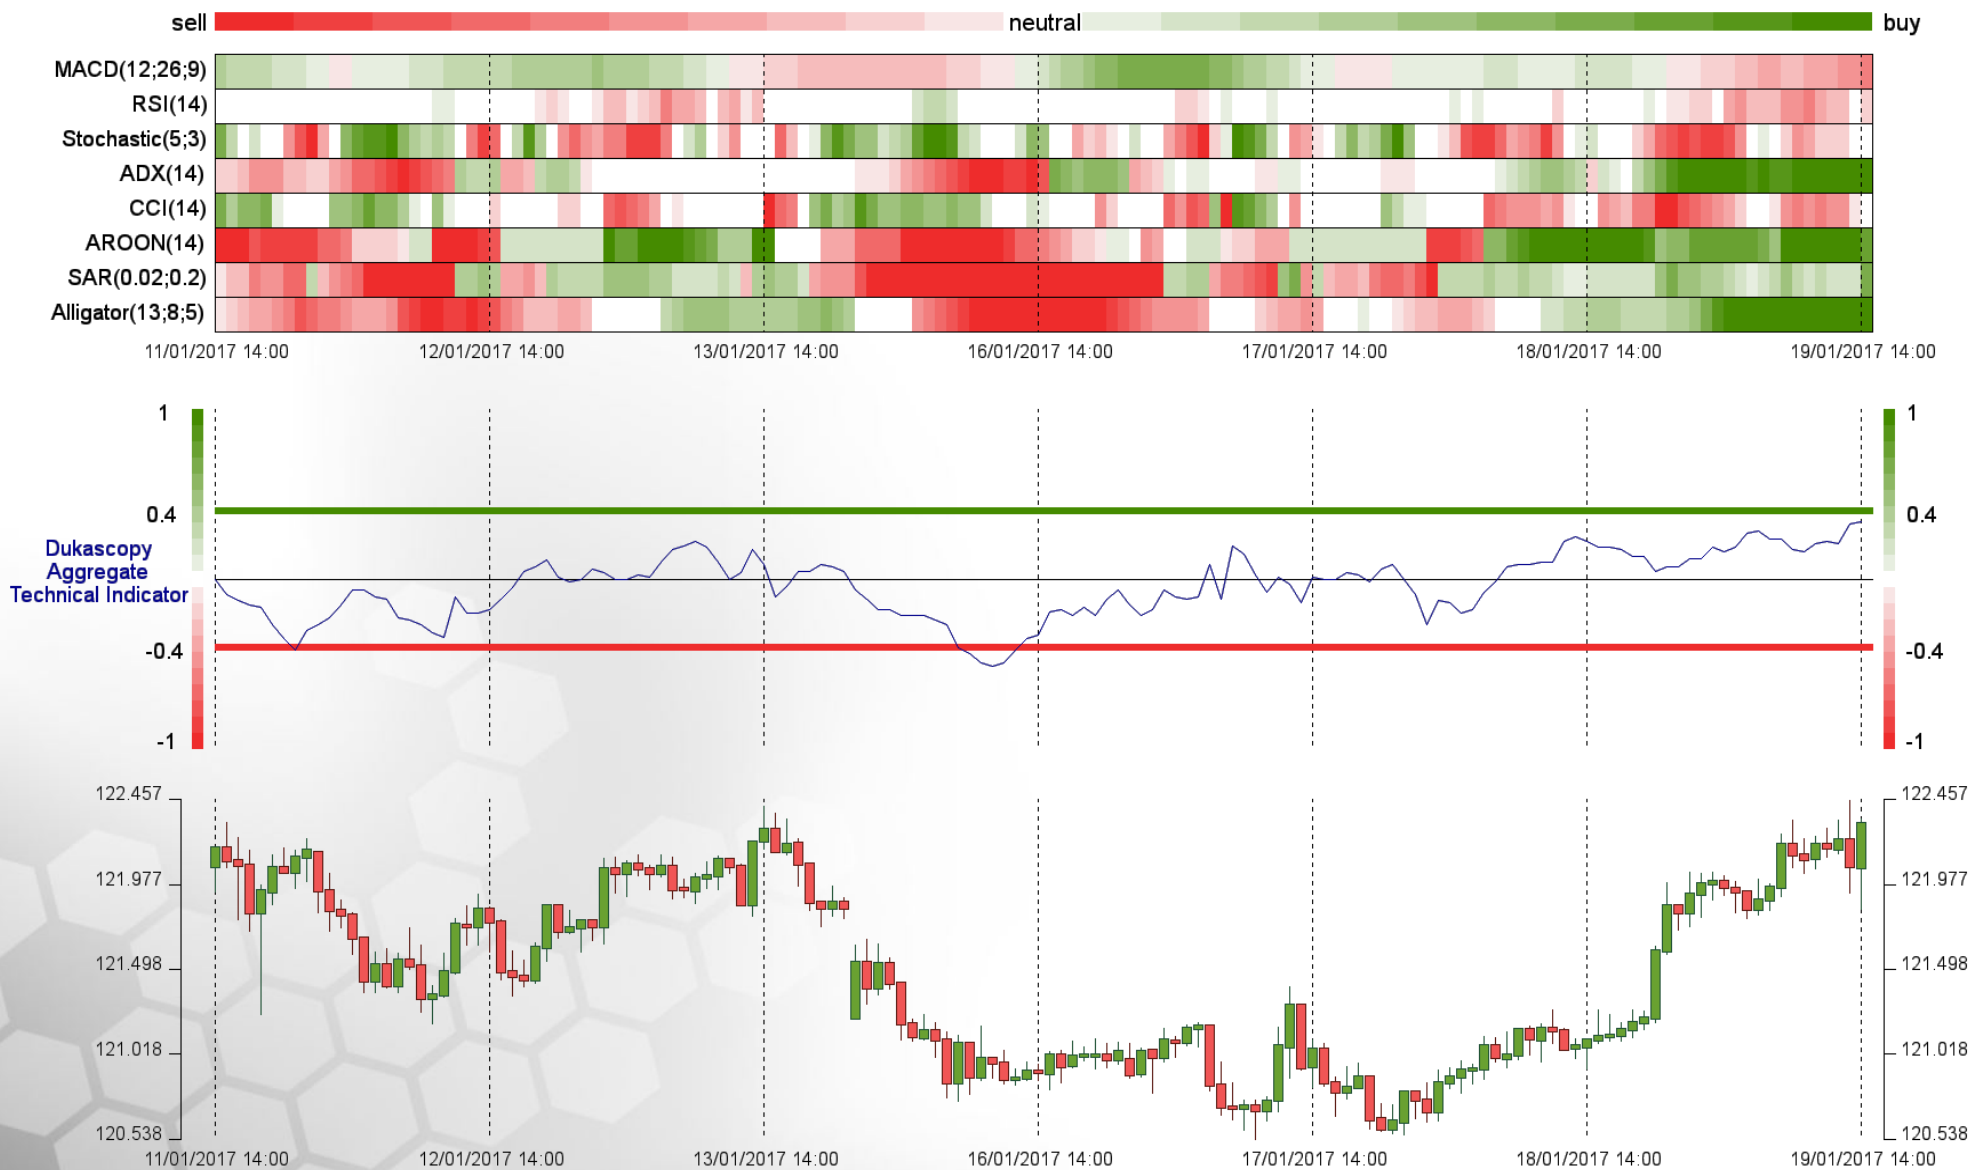 sell neutral buy
MACD(12;26;9)
RSI(14)
Stochastic(5;3)
ADX(14)
CCI(14)
AROON(14)
SAR(0.02;0.2)
Alligator(13;8;5)
11/01/2017 14:00 12/01/2017 14:00 13/01/2017 14:00 16/01/2017 14:00 17/01/2017 14:00 18/01/2017 14:00 19/01/2017 14:00
1 1
0.4 0.4
Dukascopy
Aggregate
Technical Indicator
-0.4 -0.4
-1 -1
122.457 122.457
121.977 121.977
121.498 121.498
121.018 121.018
120.538 120.538
11/01/2017 14:00 12/01/2017 14:00 13/01/2017 14:00 16/01/2017 14:00 17/01/2017 14:00 18/01/2017 14:00 19/01/2017 14:00